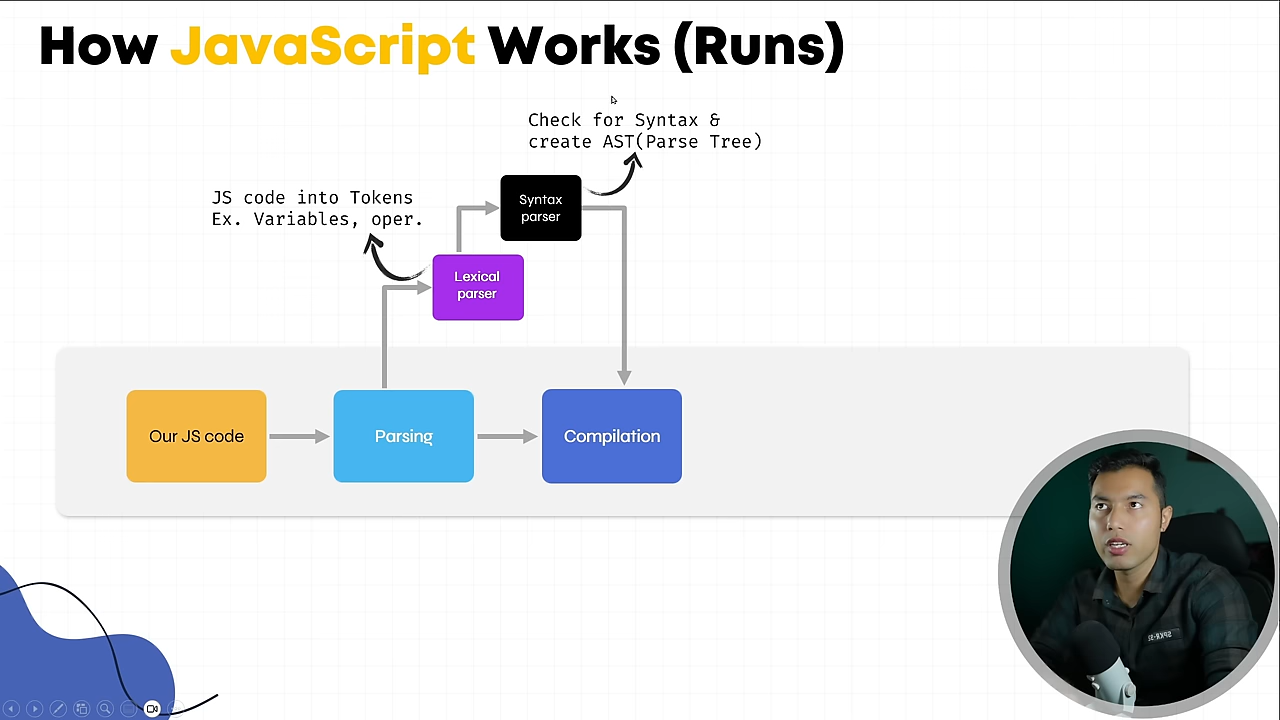 How JavaScript Works (Runs)
Check for Syntax &
create AST(Parse Tree)
JS code into Tokens
Ex. Variables, oper.
Syntax
parser
Lexical
parser
Our JS code
Parsing
Compilation